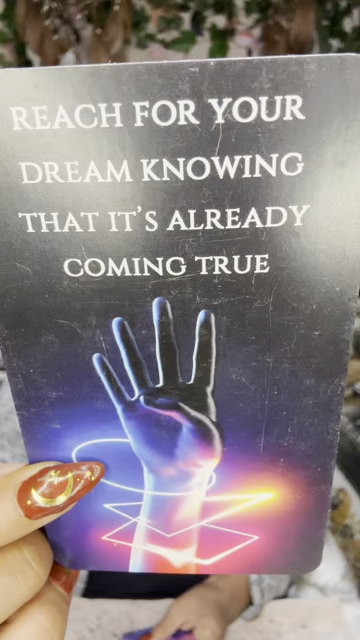 REACH FOR YOUR
DREAM KNOWING
THAT IT'S ALREADY
COMING TRUE